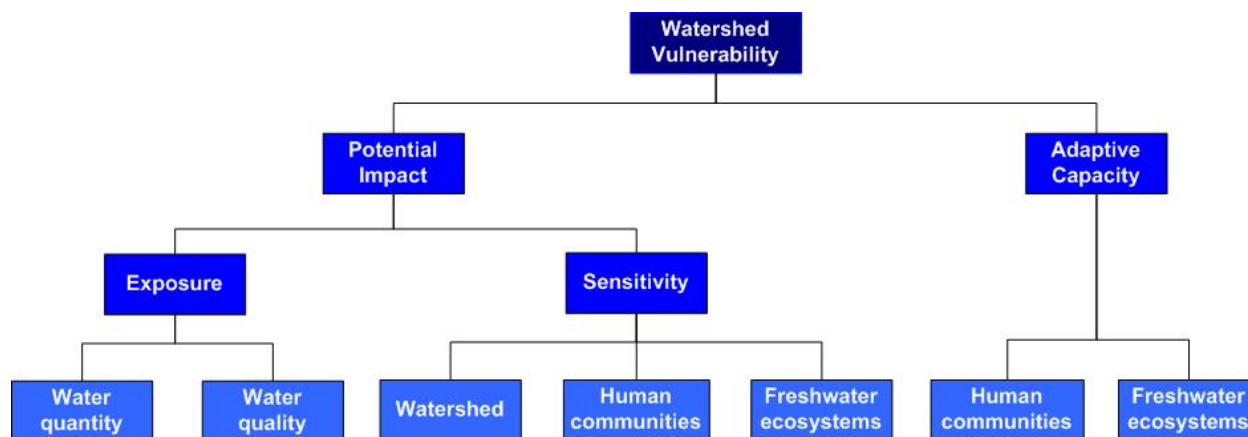 Watershed
Vulnerability
Potential
Impact
Adaptive
Capacity
Exposure
Sensitivity
Water
quantity
Water
quality
Watershed
Human
communities
Freshwater
ecosystems
Human
communities
Freshwater
ecosystems